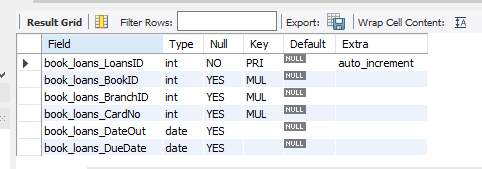 Result Grid Filter Rows: Export: Wrap Cell Content: IA
Field Type Null Key Default Extra
book_loans_LoansID int NO PRI NULL auto_increment
book_loans_BookID int YES MUL NULL
book_loans_BranchID int YES MUL NULL
book_loans_CardNo int YES MUL NULL
book_loans_DateOut date YES NULL
book_loans_DueDate date YES NULL